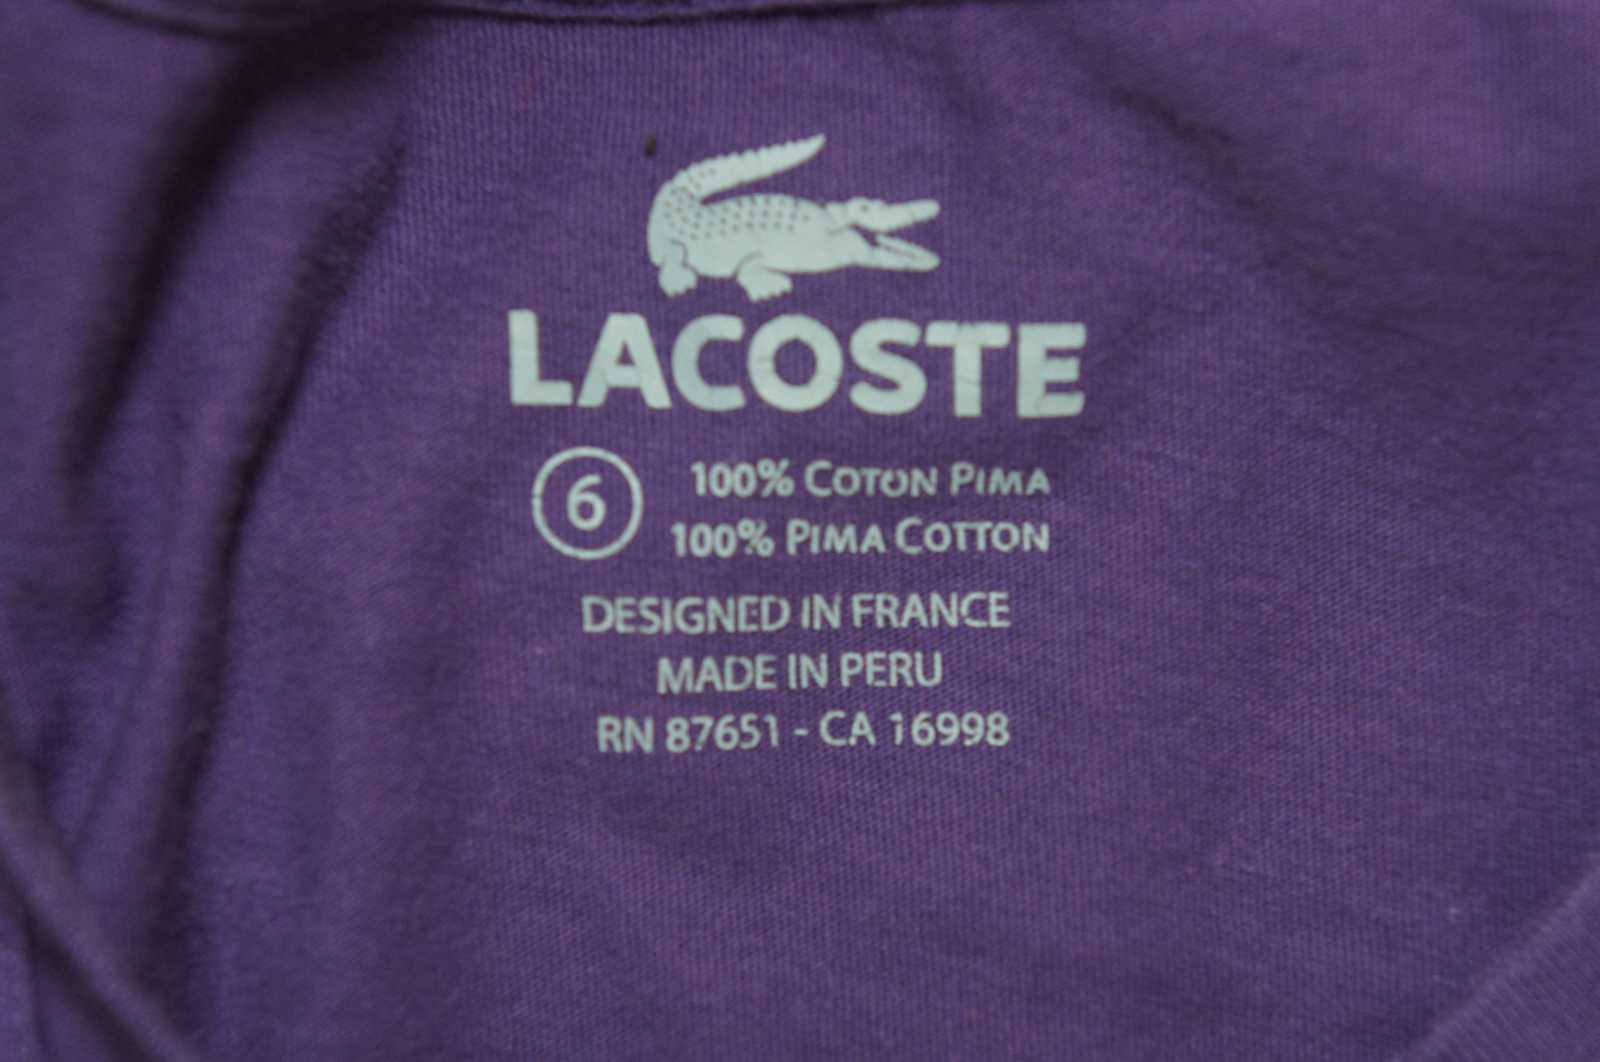 LACOSTE
6
100% COTON PIMA
100% PIMA COTTON
DESIGNED IN FRANCE
MADE IN PERU
RN 87651 - CA 16998